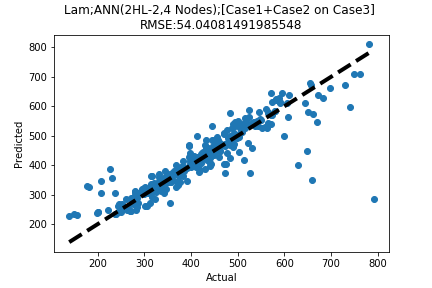 Lam;ANN(2HL-2,4 Nodes);[Case1+Case2 on Case3]
RMSE:54.04081491985548
800
700
600
500
400
300
200
Predicted
200 300 400 500 600 700 800
Actual